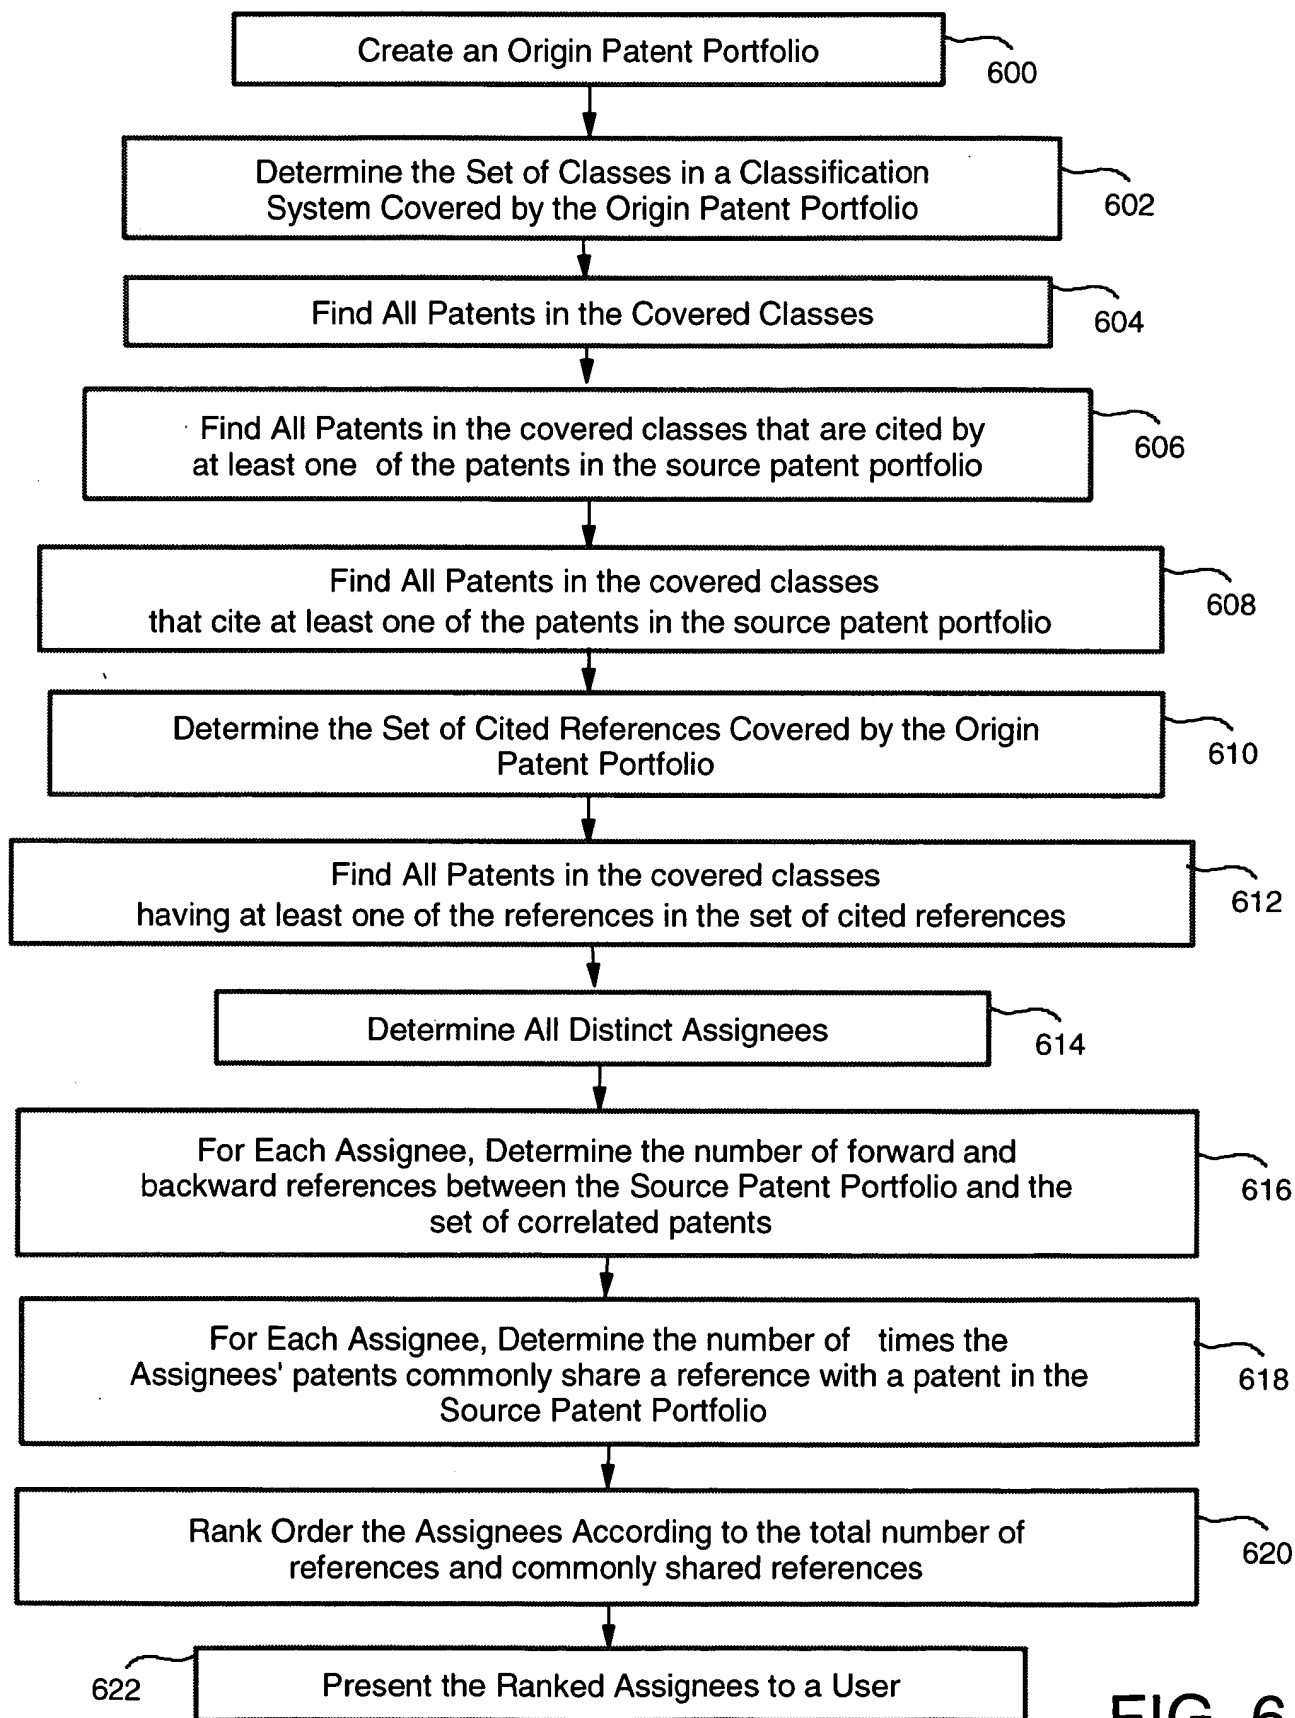 Create an Origin Patent Portfolio
600
Determine the Set of Classes in a Classification
System Covered by the Origin Patent Portfolio
602
Find All Patents in the Covered Classes
604
Find All Patents in the covered classes that are cited by
at least one of the patents in the source patent portfolio
606
Find All Patents in the covered classes
that cite at least one of the patents in the source patent portfolio
608
Determine the Set of Cited References Covered by the Origin
Patent Portfolio
610
Find All Patents in the covered classes
having at least one of the references in the set of cited references
612
Determine All Distinct Assignees
614
For Each Assignee, Determine the number of forward and
backward references between the Source Patent Portfolio and the
set of correlated patents
616
For Each Assignee, Determine the number of times the
Assignees' patents commonly share a reference with a patent in the
Source Patent Portfolio
618
Rank Order the Assignees According to the total number of
references and commonly shared references
620
622
Present the Ranked Assignees to a User
FIG. 6